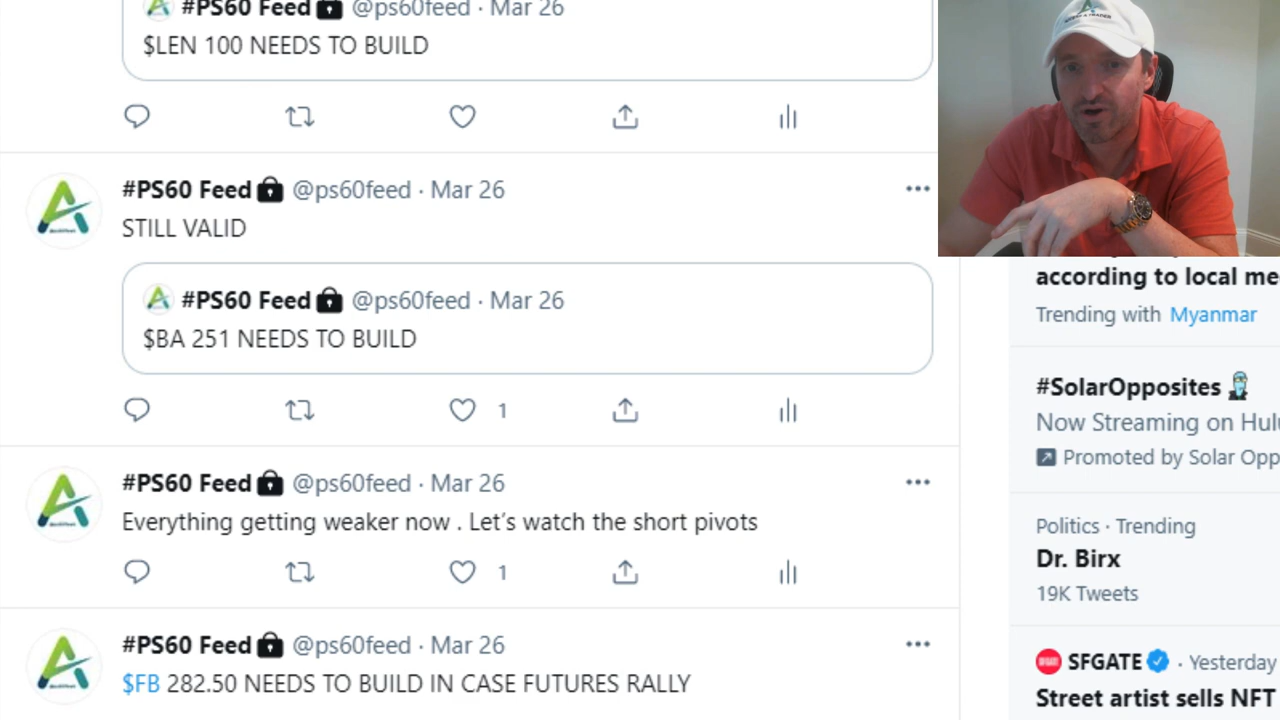 #PS60 Feed @ps60feed · Mar 26
$LEN 100 NEEDS TO BUILD
#PS60 Feed @ps60feed · Mar 26
STILL VALID
#PS60 Feed @ps60feed · Mar 26
$BA 251 NEEDS TO BUILD
1
#PS60 Feed @ps60feed · Mar 26
Everything getting weaker now . Let’s watch the short pivots
1
#PS60 Feed @ps60feed · Mar 26
$FB 282.50 NEEDS TO BUILD IN CASE FUTURES RALLY
according to local me
Trending with Myanmar
#SolarOpposites
Now Streaming on Hul
Promoted by Solar Opp
Politics · Trending
Dr. Birx
19K Tweets
SFGATE · Yesterday
Street artist sells NFT